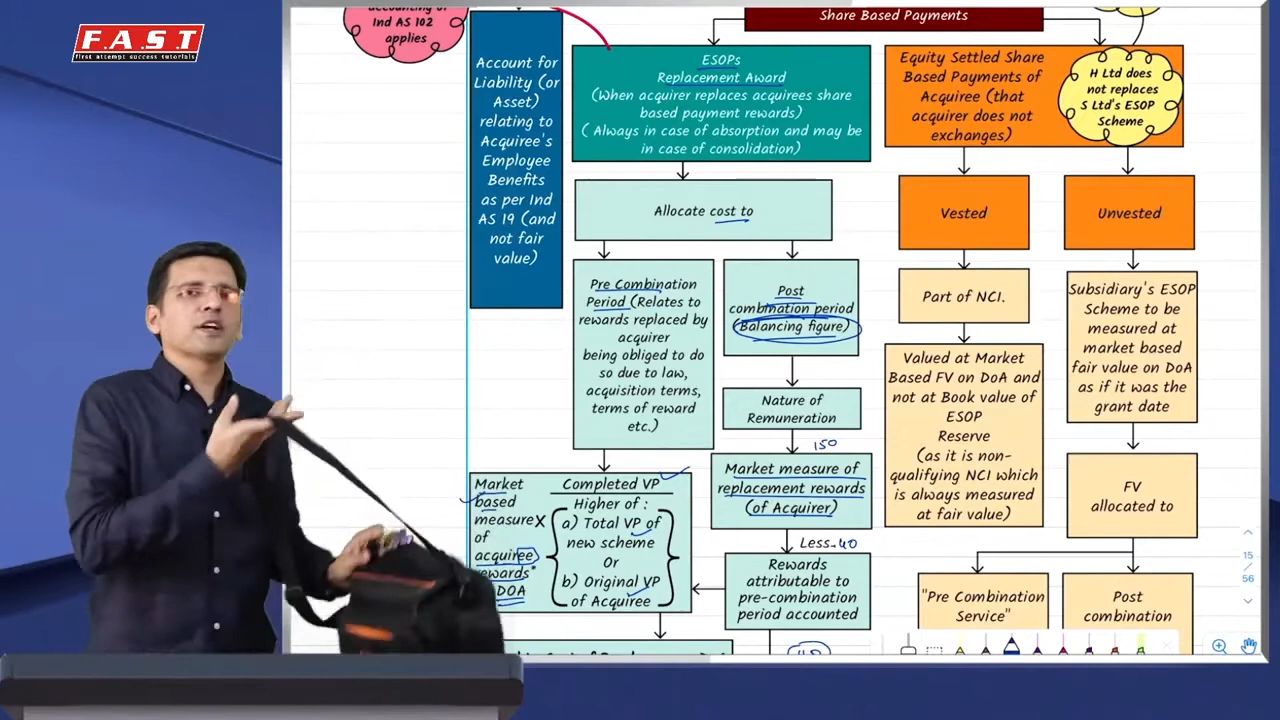 F.A.S.T
first attempt success tutorials
accounting of
Ind AS 102
applies
Account for
Liability (or
Asset)
relating to
Acquiree's
Employee
Benefits
as per Ind
AS 19 (and
not fair
value)
Share Based Payments
ESOPs
Replacement Award
(When acquirer replaces acquirees share
based payment rewards)
( Always in case of absorption and may be
in case of consolidation)
Equity Settled Share
Based Payments of
Acquiree (that
acquirer does not
exchanges)
H Ltd does
not replaces
S Ltd's ESOP
Scheme
Allocate cost to
Pre Combination
Period (Relates to
rewards replaced by
acquirer
being obliged to do
so due to law,
acquisition terms,
terms of reward
etc.)
Post
combination period
(Balancing figure)
Nature of
Remuneration
150
Market measure of
replacement rewards
(of Acquirer)
Less 40
Rewards
attributable to
pre-combination
period accounted
Market
based
measure
of
acquiree
rewards*
DOA
X
Completed VP
Higher of :
a) Total VP of
new scheme
Or
b) Original VP
of Acquiree
Vested
Part of NCI.
Valued at Market
Based FV on DoA and
not at Book value of
ESOP
Reserve
(as it is non-
qualifying NCI which
is always measured
at fair value)
Unvested
Subsidiary's ESOP
Scheme to be
measured at
market based
fair value on DoA
as if it was the
grant date
FV
allocated to
"Pre Combination
Service"
Post
combination
15
/
56